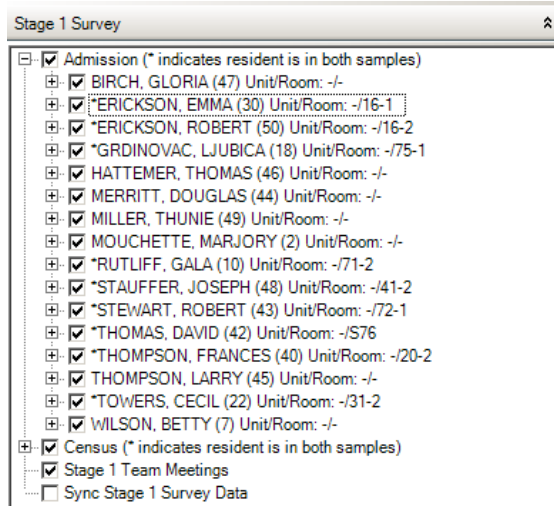 Stage 1 Survey
Admission (* indicates resident is in both samples)
BIRCH, GLORIA (47) Unit/Room: -/-
*ERICKSON, EMMA (30) Unit/Room: -/16-1
*ERICKSON, ROBERT (50) Unit/Room: -/16-2
*GRDINOVAC, LJUBICA (18) Unit/Room: -/75-1
HATTEMER, THOMAS (46) Unit/Room: -/-
MERRITT, DOUGLAS (44) Unit/Room: -/-
MILLER, THUNIE (49) Unit/Room: -/-
MOUCHETTE, MARJORY (2) Unit/Room: -/-
*RUTLIFF, GALA (10) Unit/Room: -/71-2
*STAUFFER, JOSEPH (48) Unit/Room: -/41-2
*STEWART, ROBERT (43) Unit/Room: -/72-1
*THOMAS, DAVID (42) Unit/Room: -/S76
*THOMPSON, FRANCES (40) Unit/Room: -/20-2
THOMPSON, LARRY (45) Unit/Room: -/-
*TOWERS, CECIL (22) Unit/Room: -/31-2
WILSON, BETTY (7) Unit/Room: -/-
Census (* indicates resident is in both samples)
Stage 1 Team Meetings
Sync Stage 1 Survey Data